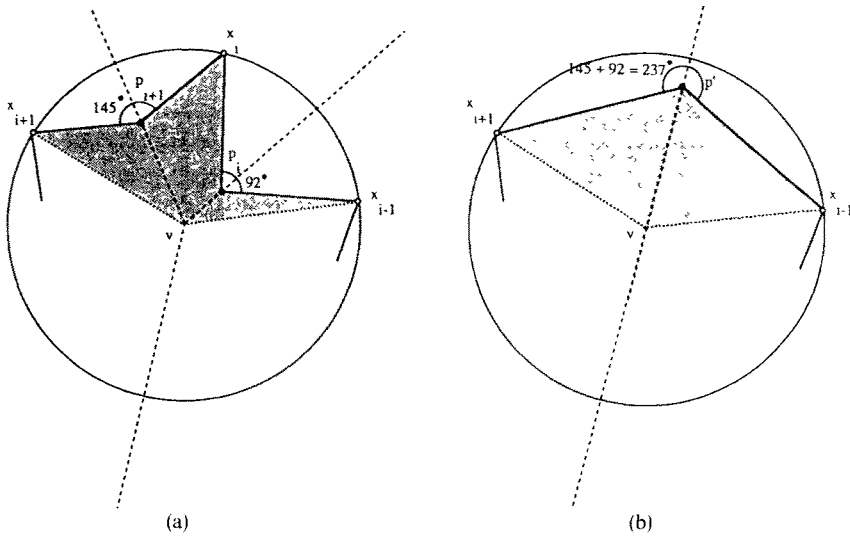 x
i
p
i+1
145°
x
i+1
p
i
92°
x
i-1
v
(a)
145 + 92 = 237°
p'
x
i+1
x
i-1
v
(b)